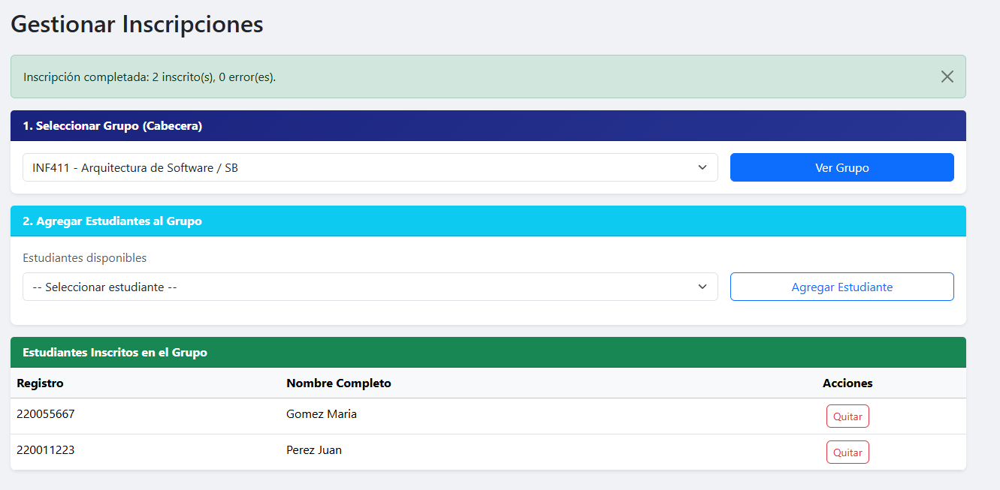 Gestionar Inscripciones
Inscripción completada: 2 inscrito(s), 0 error(es).
1. Seleccionar Grupo (Cabecera)
INF411 - Arquitectura de Software / SB
Ver Grupo
2. Agregar Estudiantes al Grupo
Estudiantes disponibles
-- Seleccionar estudiante --
Agregar Estudiante
Estudiantes Inscritos en el Grupo
Registro Nombre Completo Acciones
220055667 Gomez Maria Quitar
220011223 Perez Juan Quitar